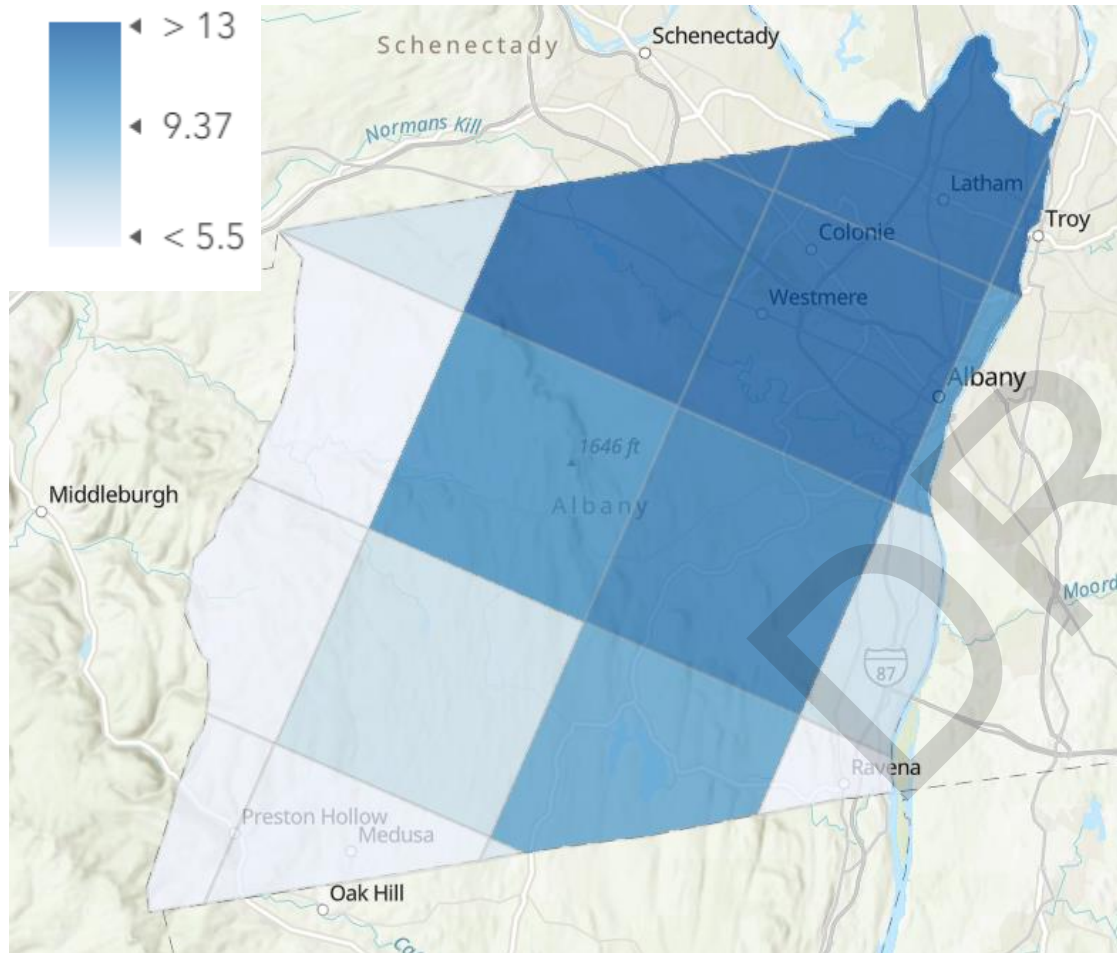 > 13
9.37
< 5.5
Schenectady
Schenectady
Normans Kill
Latham
Troy
Colonie
Westmere
Albany
1646 ft
Middleburgh
Albany
Moord
87
Ravena
Preston Hollow
Medusa
Oak Hill
DR